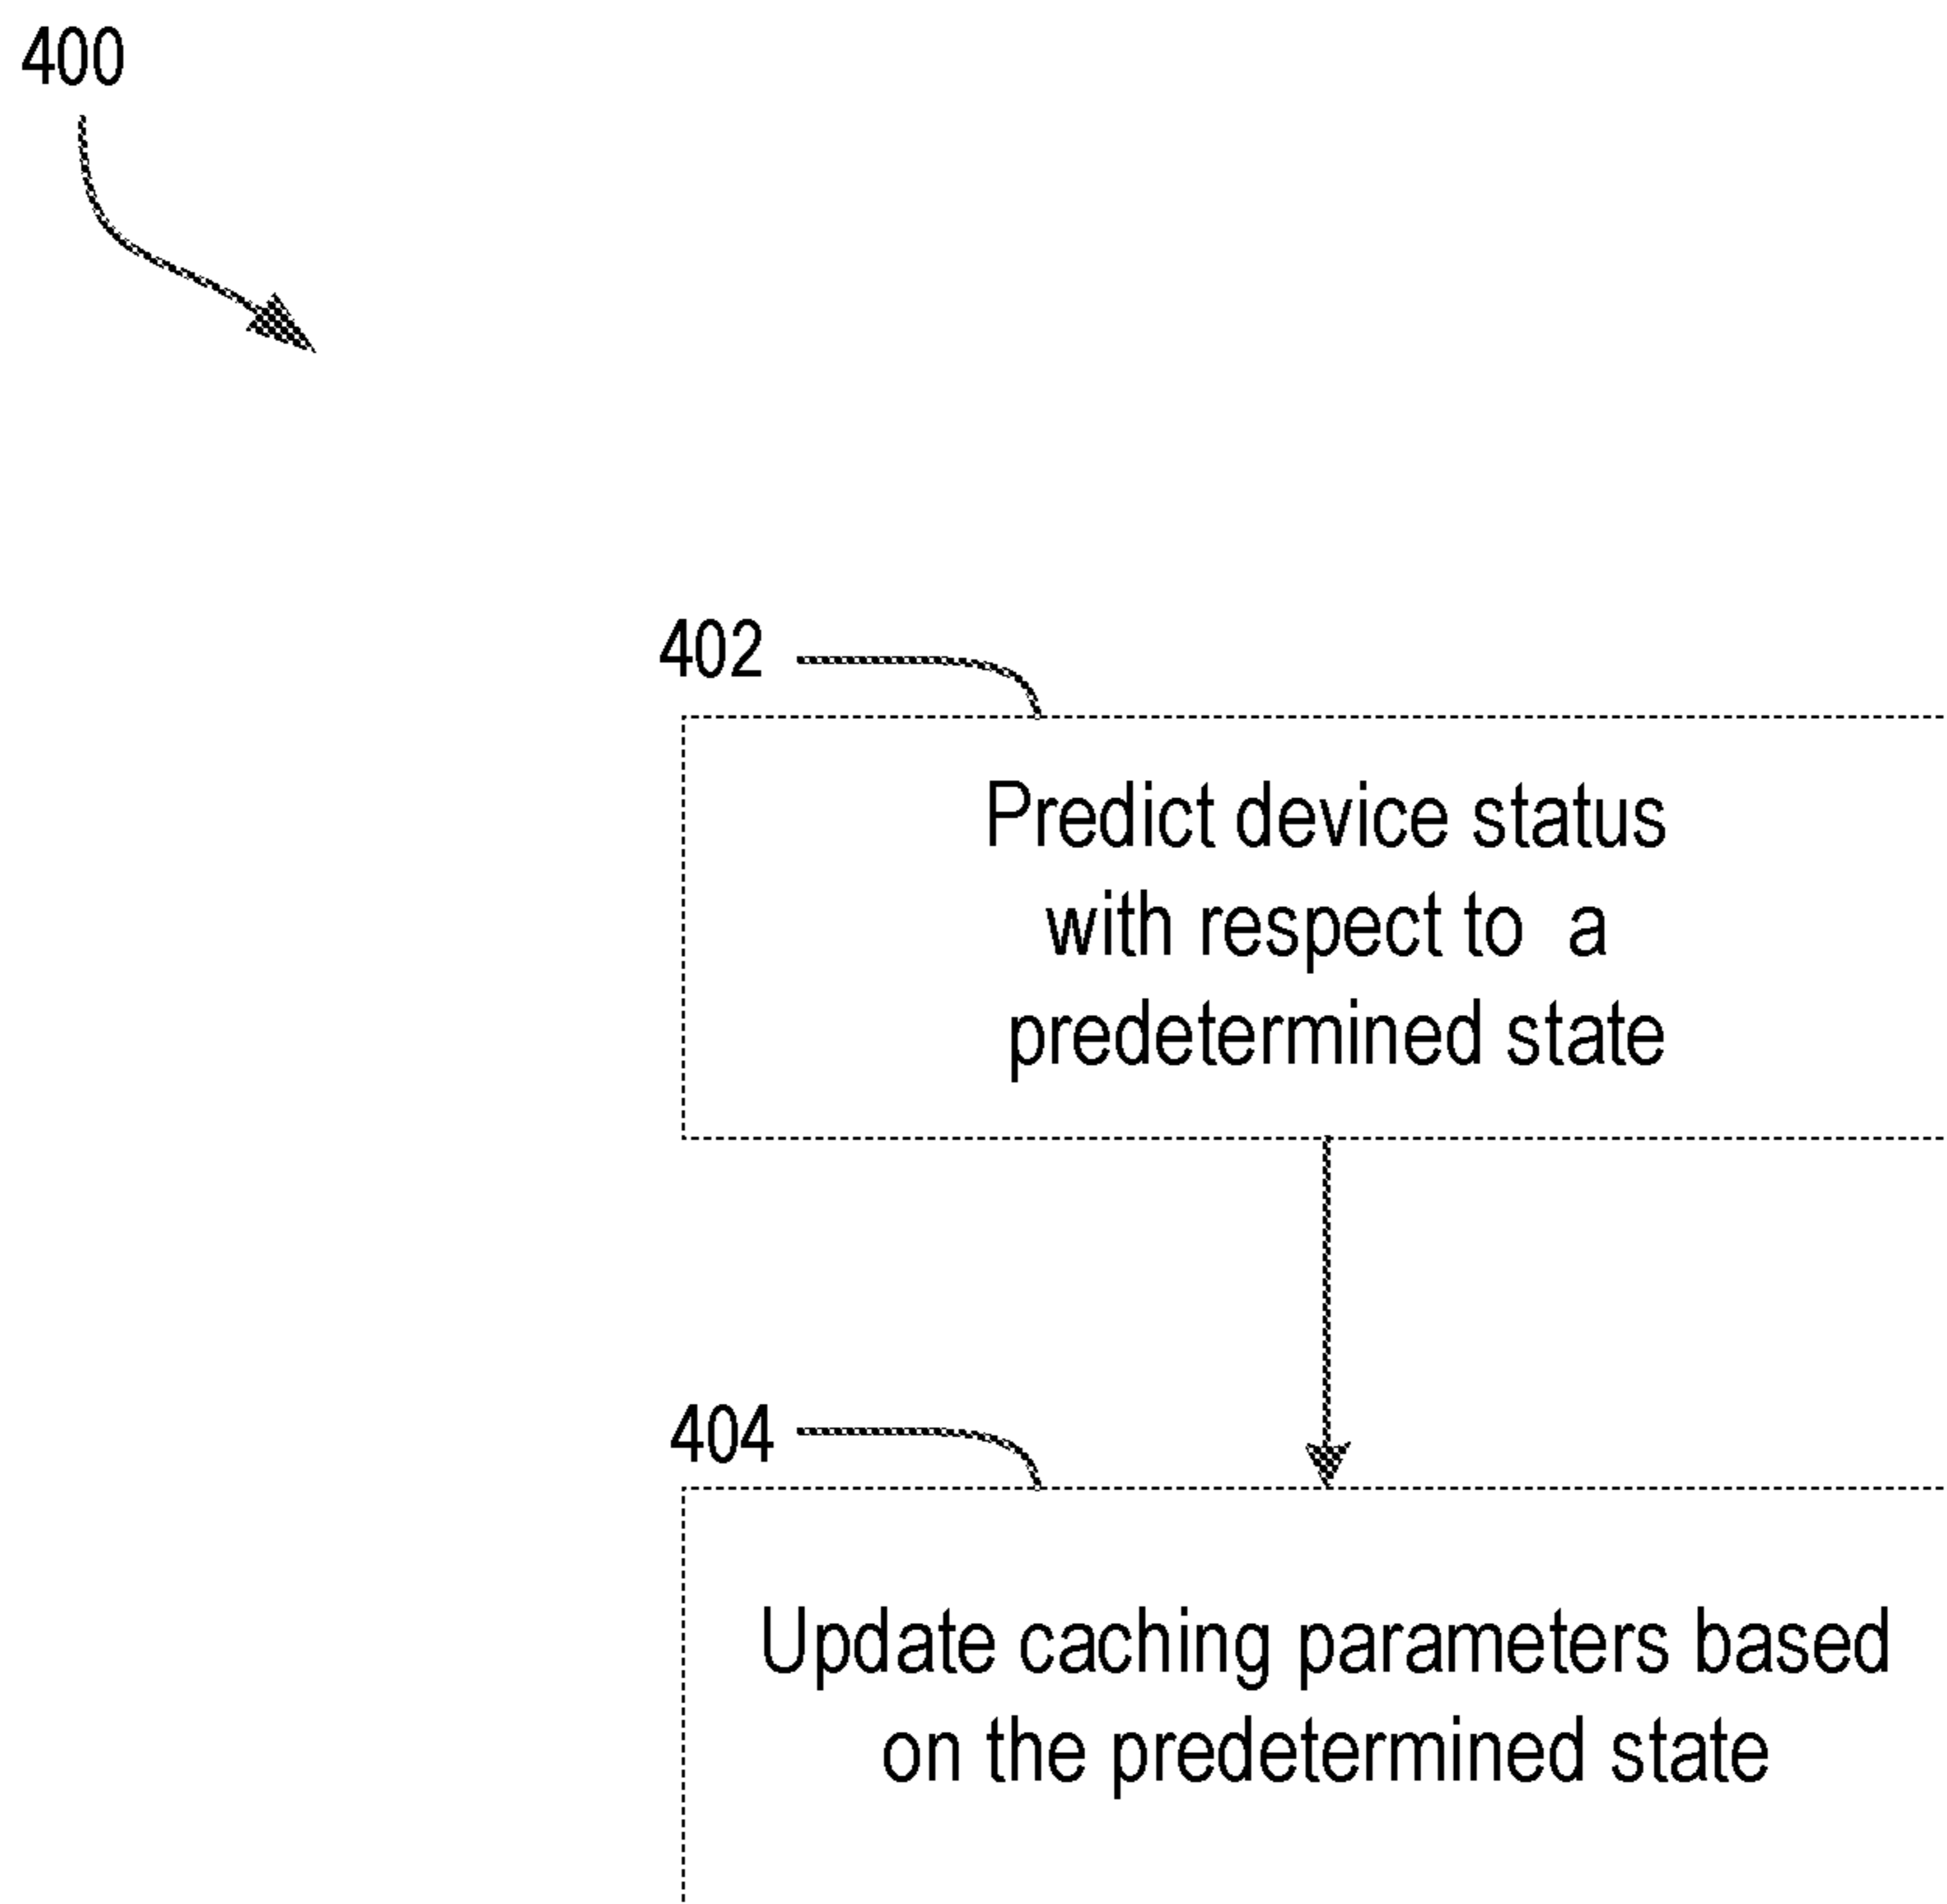 400
402
Predict device status
with respect to a
predetermined state
404
Update caching parameters based
on the predetermined state